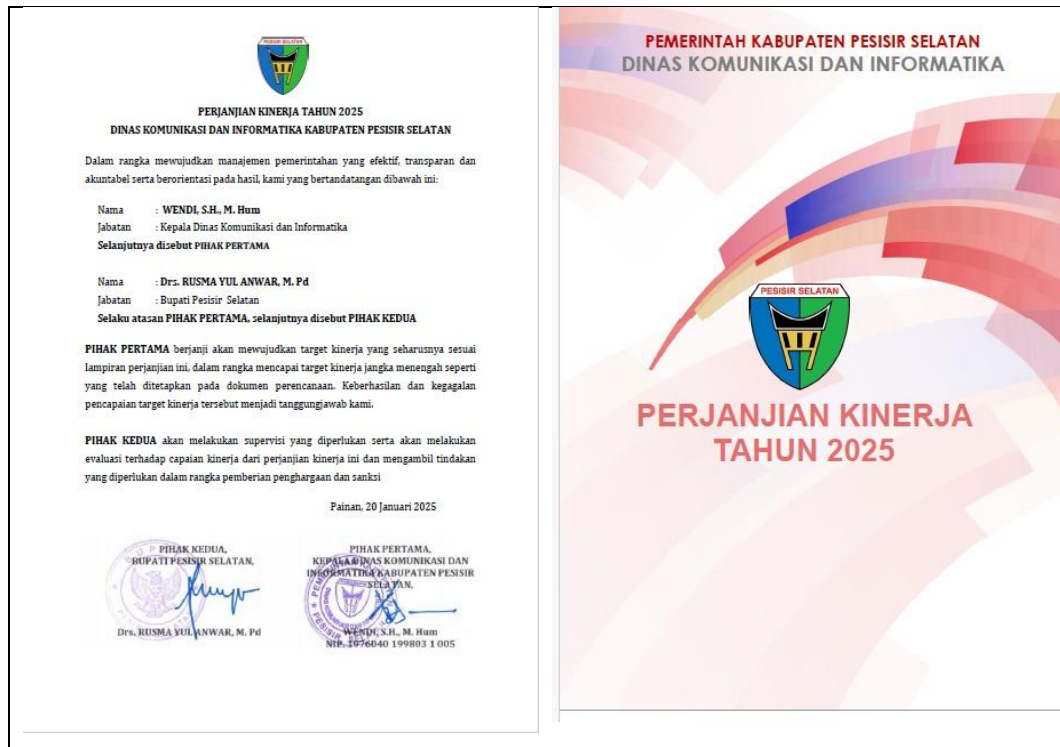 PESISIR SELATAN
PERJANJIAN KINERJA TAHUN 2025
DINAS KOMUNIKASI DAN INFORMATIKA KABUPATEN PESISIR SELATAN
Dalam rangka mewujudkan manajemen pemerintahan yang efektif, transparan dan
akuntabel serta berorientasi pada hasil, kami yang bertandatangan dibawah ini:
Nama : WENDI, S.H., M. Hum
Jabatan : Kepala Dinas Komunikasi dan Informatika
Selanjutnya disebut PIHAK PERTAMA
Nama : Drs. RUSMA YUL ANWAR, M. Pd
Jabatan : Bupati Pesisir Selatan
Selaku atasan PIHAK PERTAMA, selanjutnya disebut PIHAK KEDUA
PIHAK PERTAMA berjanji akan mewujudkan target kinerja yang seharusnya sesuai
lampiran perjanjian ini, dalam rangka mencapai target kinerja jangka menengah seperti
yang telah ditetapkan pada dokumen perencanaan. Keberhasilan dan kegagalan
pencapaian target kinerja tersebut menjadi tanggungjawab kami.
PIHAK KEDUA akan melakukan supervisi yang diperlukan serta akan melakukan
evaluasi terhadap capaian kinerja dari perjanjian kinerja ini dan mengambil tindakan
yang diperlukan dalam rangka pemberian penghargaan dan sanksi
Painan, 20 Januari 2025
PIHAK KEDUA,
BUPATI PESISIR SELATAN,
Drs. RUSMA YUL ANWAR, M. Pd
PIHAK PERTAMA,
KEPALA DINAS KOMUNIKASI DAN
INFORMATIKA KABUPATEN PESISIR
SELATAN,
WENDI, S.H., M. Hum
NIP. 1976040 199803 1 005
PEMERINTAH KABUPATEN PESISIR SELATAN
DINAS KOMUNIKASI DAN INFORMATIKA
PESISIR SELATAN
PERJANJIAN KINERJA
TAHUN 2025